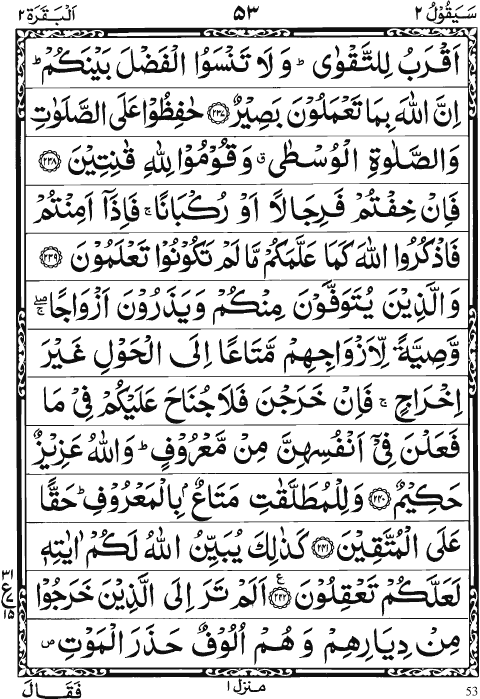 سَيَقُوۡلُ ٢ ٥٣ اَلۡبَقَرَة ٢
اَقۡرَبُ لِلتَّقۡوٰى ؕ وَ لَا تَنۡسَوُا الۡفَضۡلَ بَيۡنَكُمۡ ؕ
اِنَّ اللّٰهَ بِمَا تَعۡمَلُوۡنَ بَصِيۡرٌ ﴿۲۳۷﴾ حٰفِظُوۡا عَلَى الصَّلَوٰتِ
وَالصَّلٰوةِ الۡوُسۡطٰى ۗ وَ قُوۡمُوۡا لِلّٰهِ قٰنِتِيۡنَ ﴿۲۳۸﴾
فَاِنۡ خِفۡتُمۡ فَرِجَالًا اَوۡ رُكۡبَانًا ۚ فَاِذَآ اَمِنۡتُمۡ
فَاذۡكُرُوا اللّٰهَ كَمَا عَلَّمَكُمۡ مَّا لَمۡ تَكُوۡنُوۡا تَعۡلَمُوۡنَ ﴿۲۳۹﴾
وَالَّذِيۡنَ يُتَوَفَّوۡنَ مِنۡكُمۡ وَيَذَرُوۡنَ اَزۡوَاجًا ۖۚ
وَّصِيَّةً لِّاَزۡوَاجِهِمۡ مَّتَاعًا اِلَى الۡحَوۡلِ غَيۡرَ
اِخۡرَاجٍ ۚ فَاِنۡ خَرَجۡنَ فَلَا جُنَاحَ عَلَيۡكُمۡ فِىۡ مَا
فَعَلۡنَ فِىۡٓ اَنۡفُسِهِنَّ مِنۡ مَّعۡرُوۡفٍؕ وَاللّٰهُ عَزِيۡزٌ
حَكِيۡمٌ ﴿۲۴۰﴾ وَلِلۡمُطَلَّقٰتِ مَتَاعٌ ۢ بِالۡمَعۡرُوۡفِؕ حَقًّا
عَلَى الۡمُتَّقِيۡنَ ﴿۲۴۱﴾ كَذٰلِكَ يُبَيِّنُ اللّٰهُ لَـكُمۡ اٰيٰتِهٖ
لَعَلَّكُمۡ تَعۡقِلُوۡنَ ﴿۲۴۲﴾ ع اَلَمۡ تَرَ اِلَى الَّذِيۡنَ خَرَجُوۡا
مِنۡ دِيَارِهِمۡ وَهُمۡ اُلُوۡفٌ حَذَرَ الۡمَوۡتِ ص
٣١
ع
١٥
فَقَالَ منزل ١ 53